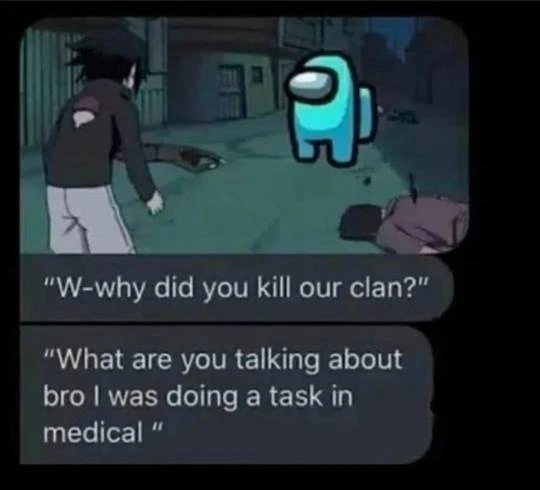 “W-why did you kill our clan?”
“What are you talking about
bro I was doing a task in
medical “